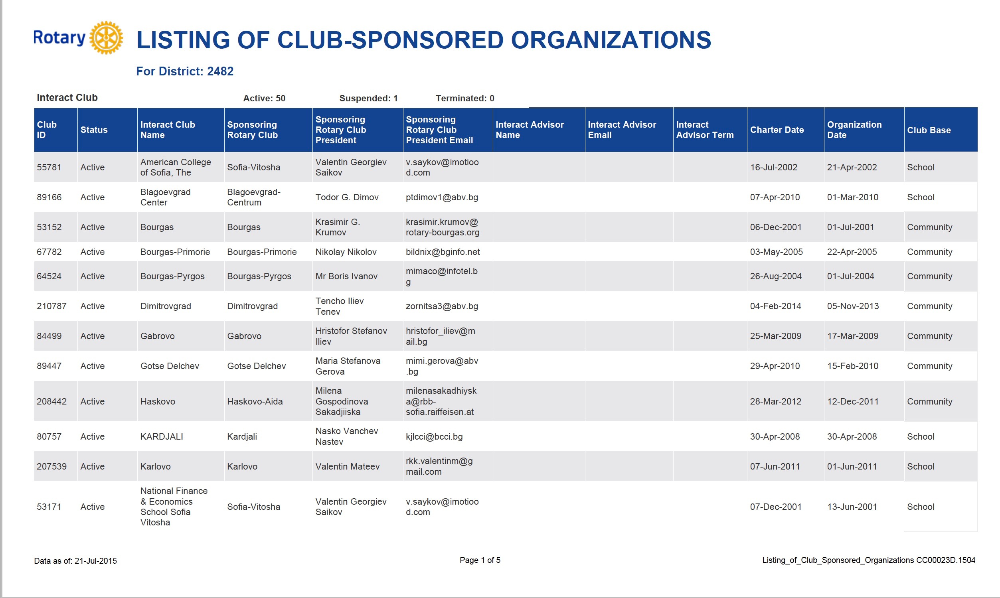 Rotary
LISTING OF CLUB-SPONSORED ORGANIZATIONS
For District: 2482
Interact Club Active: 50 Suspended: 1 Terminated: 0
Club ID Status Interact Club Name Sponsoring Rotary Club Sponsoring Rotary Club President Sponsoring Rotary Club President Email Interact Advisor Name Interact Advisor Email Interact Advisor Term Charter Date Organization Date Club Base
55781 Active American College of Sofia, The Sofia-Vitosha Valentin Georgiev Saikov v.saykov@imotiood.com 16-Jul-2002 21-Apr-2002 School
89166 Active Blagoevgrad Center Blagoevgrad-Centrum Todor G. Dimov ptdimov1@abv.bg 07-Apr-2010 01-Mar-2010 School
53152 Active Bourgas Bourgas Krasimir G. Krumov krasimir.krumov@rotary-bourgas.org 06-Dec-2001 01-Jul-2001 Community
67782 Active Bourgas-Primorie Bourgas-Primorie Nikolay Nikolov bildnix@bginfo.net 03-May-2005 22-Apr-2005 Community
64524 Active Bourgas-Pyrgos Bourgas-Pyrgos Mr Boris Ivanov mimaco@infotel.bg 26-Aug-2004 01-Jul-2004 Community
210787 Active Dimitrovgrad Dimitrovgrad Tencho Iliev Tenev zornitsa3@abv.bg 04-Feb-2014 05-Nov-2013 Community
84499 Active Gabrovo Gabrovo Hristofor Stefanov Iliev hristofor_iliev@mail.bg 25-Mar-2009 17-Mar-2009 Community
89447 Active Gotse Delchev Gotse Delchev Maria Stefanova Gerova mimi.gerova@abv.bg 29-Apr-2010 15-Feb-2010 Community
208442 Active Haskovo Haskovo-Aida Milena Gospodinova Sakadjiiska milenasakadhiyska@rbb-sofia.raiffeisen.at 28-Mar-2012 12-Dec-2011 Community
80757 Active KARDJALI Kardjali Nasko Vanchev Nastev kjlcci@bcci.bg 30-Apr-2008 30-Apr-2008 School
207539 Active Karlovo Karlovo Valentin Mateev rkk.valentinm@gmail.com 07-Jun-2011 01-Jun-2011 School
53171 Active National Finance & Economics School Sofia Vitosha Sofia-Vitosha Valentin Georgiev Saikov v.saykov@imotiood.com 07-Dec-2001 13-Jun-2001 School
Data as of: 21-Jul-2015 Page 1 of 5 Listing_of_Club_Sponsored_Organizations CC00023D.1504